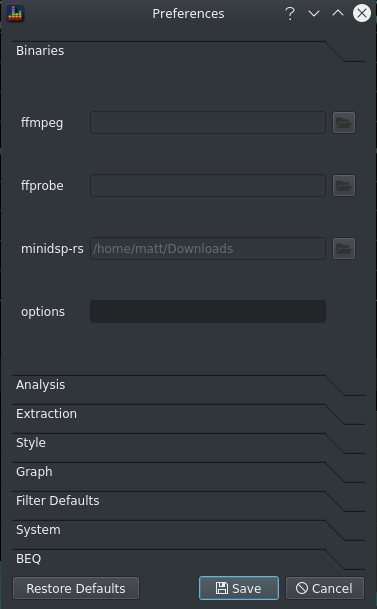 Preferences
Binaries
ffmpeg
ffprobe
minidsp-rs /home/matt/Downloads
options
Analysis
Extraction
Style
Graph
Filter Defaults
System
BEQ
Restore Defaults Save Cancel